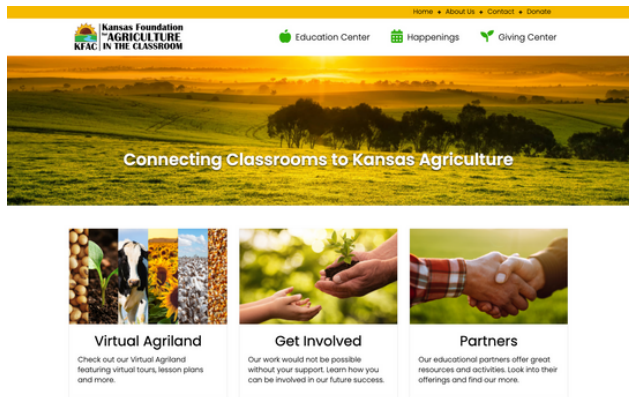 Home + About Us + Contact + Donate
Kansas Foundation
for AGRICULTURE
KFAC IN THE CLASSROOM
Education Center
Happenings
Giving Center
Connecting Classrooms to Kansas Agriculture
Virtual Agriland
Check out our Virtual Agriland
featuring virtual tours, lesson plans
and more.
Get Involved
Our work would not be possible
without your support. Learn how you
can be involved in our future success.
Partners
Our educational partners offer great
resources and activities. Look into their
offerings and find our more.